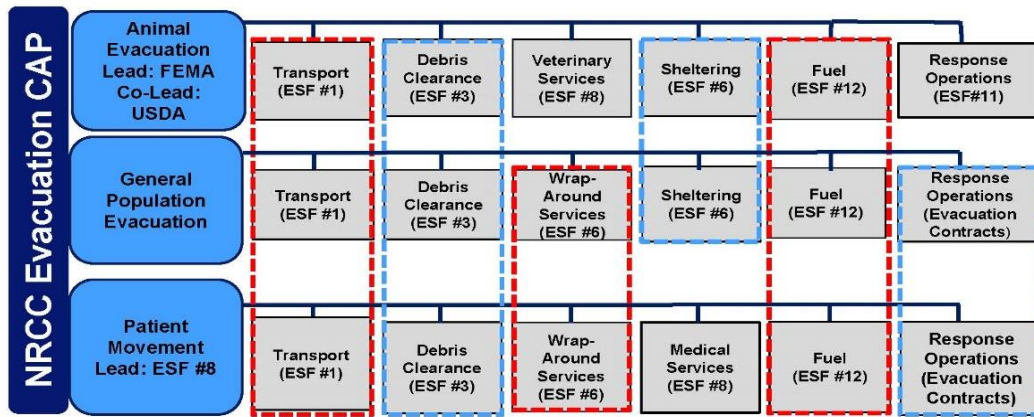 NRCC Evacuation CAP
Animal
Evacuation
Lead: FEMA
Co-Lead:
USDA
Transport
(ESF #1)
Debris
Clearance
(ESF #3)
Veterinary
Services
(ESF #8)
Sheltering
(ESF #6)
Fuel
(ESF #12)
Response
Operations
(ESF#11)
General
Population
Evacuation
Transport
(ESF #1)
Debris
Clearance
(ESF #3)
Wrap-
Around
Services
(ESF #6)
Sheltering
(ESF #6)
Fuel
(ESF #12)
Response
Operations
(Evacuation
Contracts)
Patient
Movement
Lead: ESF #8
Transport
(ESF #1)
Debris
Clearance
(ESF #3)
Wrap-
Around
Services
(ESF #6)
Medical
Services
(ESF #8)
Fuel
(ESF #12)
Response
Operations
(Evacuation
Contracts)